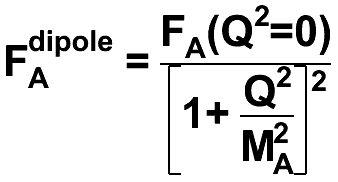 F_A^dipole = F_A(Q²=0) / [1 + Q²/M_A²]²